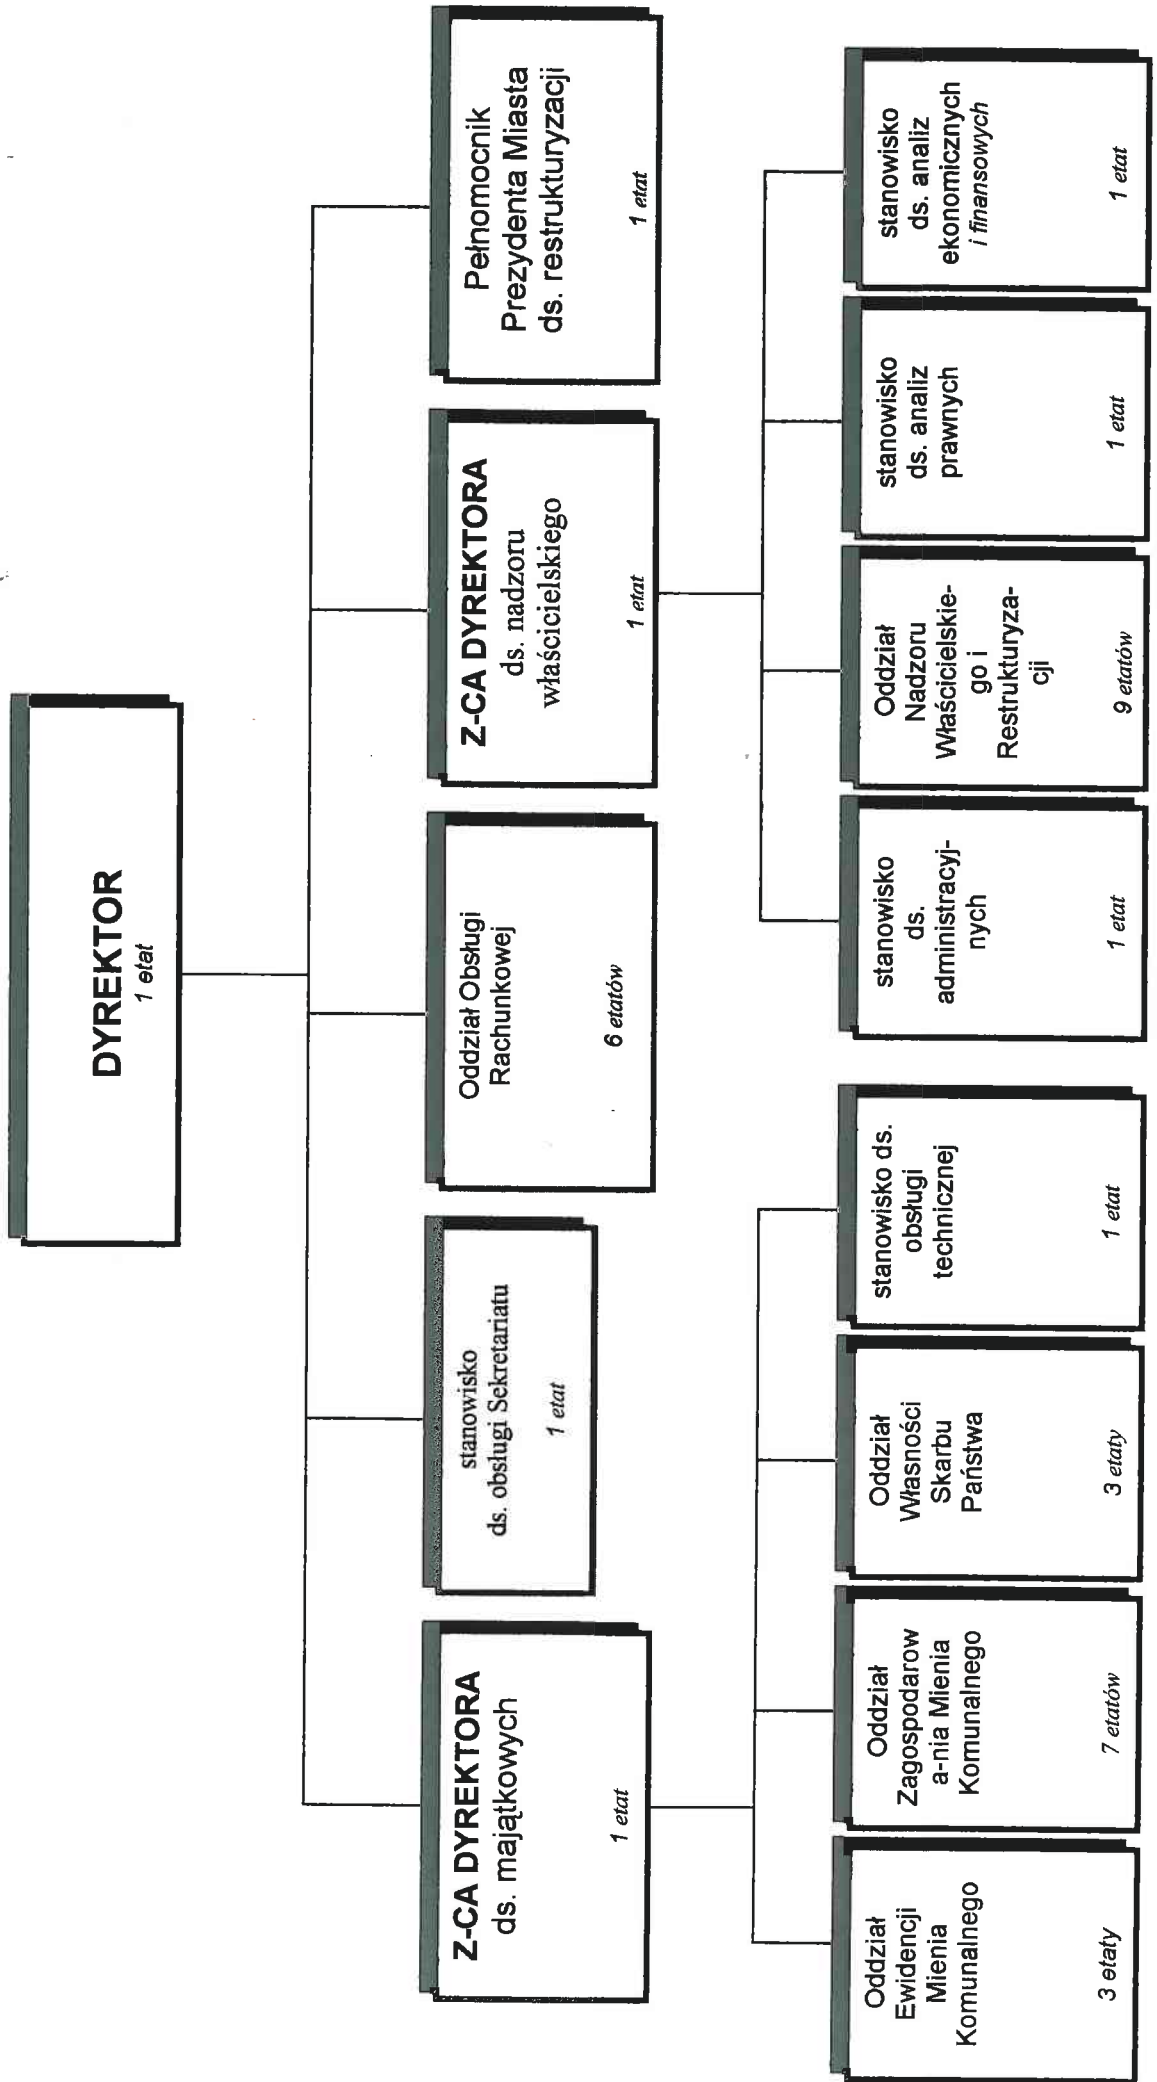 DYREKTOR
1 etat
Z-CA DYREKTORA
ds. majątkowych
1 etat
stanowisko
ds. obsługi Sekretariatu
1 etat
Oddział Obsługi
Rachunkowej
6 etatów
Z-CA DYREKTORA
ds. nadzoru
właścicielskiego
1 etat
Pełnomocnik
Prezydenta Miasta
ds. restrukturyzacji
1 etat
Oddział
Ewidencji
Mienia
Komunalnego
3 etaty
Oddział
Zagospodarow
a-nia Mienia
Komunalnego
7 etatów
Oddział
Własności
Skarbu
Państwa
3 etaty
stanowisko ds.
obsługi
technicznej
1 etat
stanowisko
ds.
administracyj-
nych
1 etat
Oddział
Nadzoru
Właścicielskie-
go i
Restrukturyza-
cji
9 etatów
stanowisko
ds. analiz
prawnych
1 etat
stanowisko
ds. analiz
ekonomicznych
i finansowych
1 etat